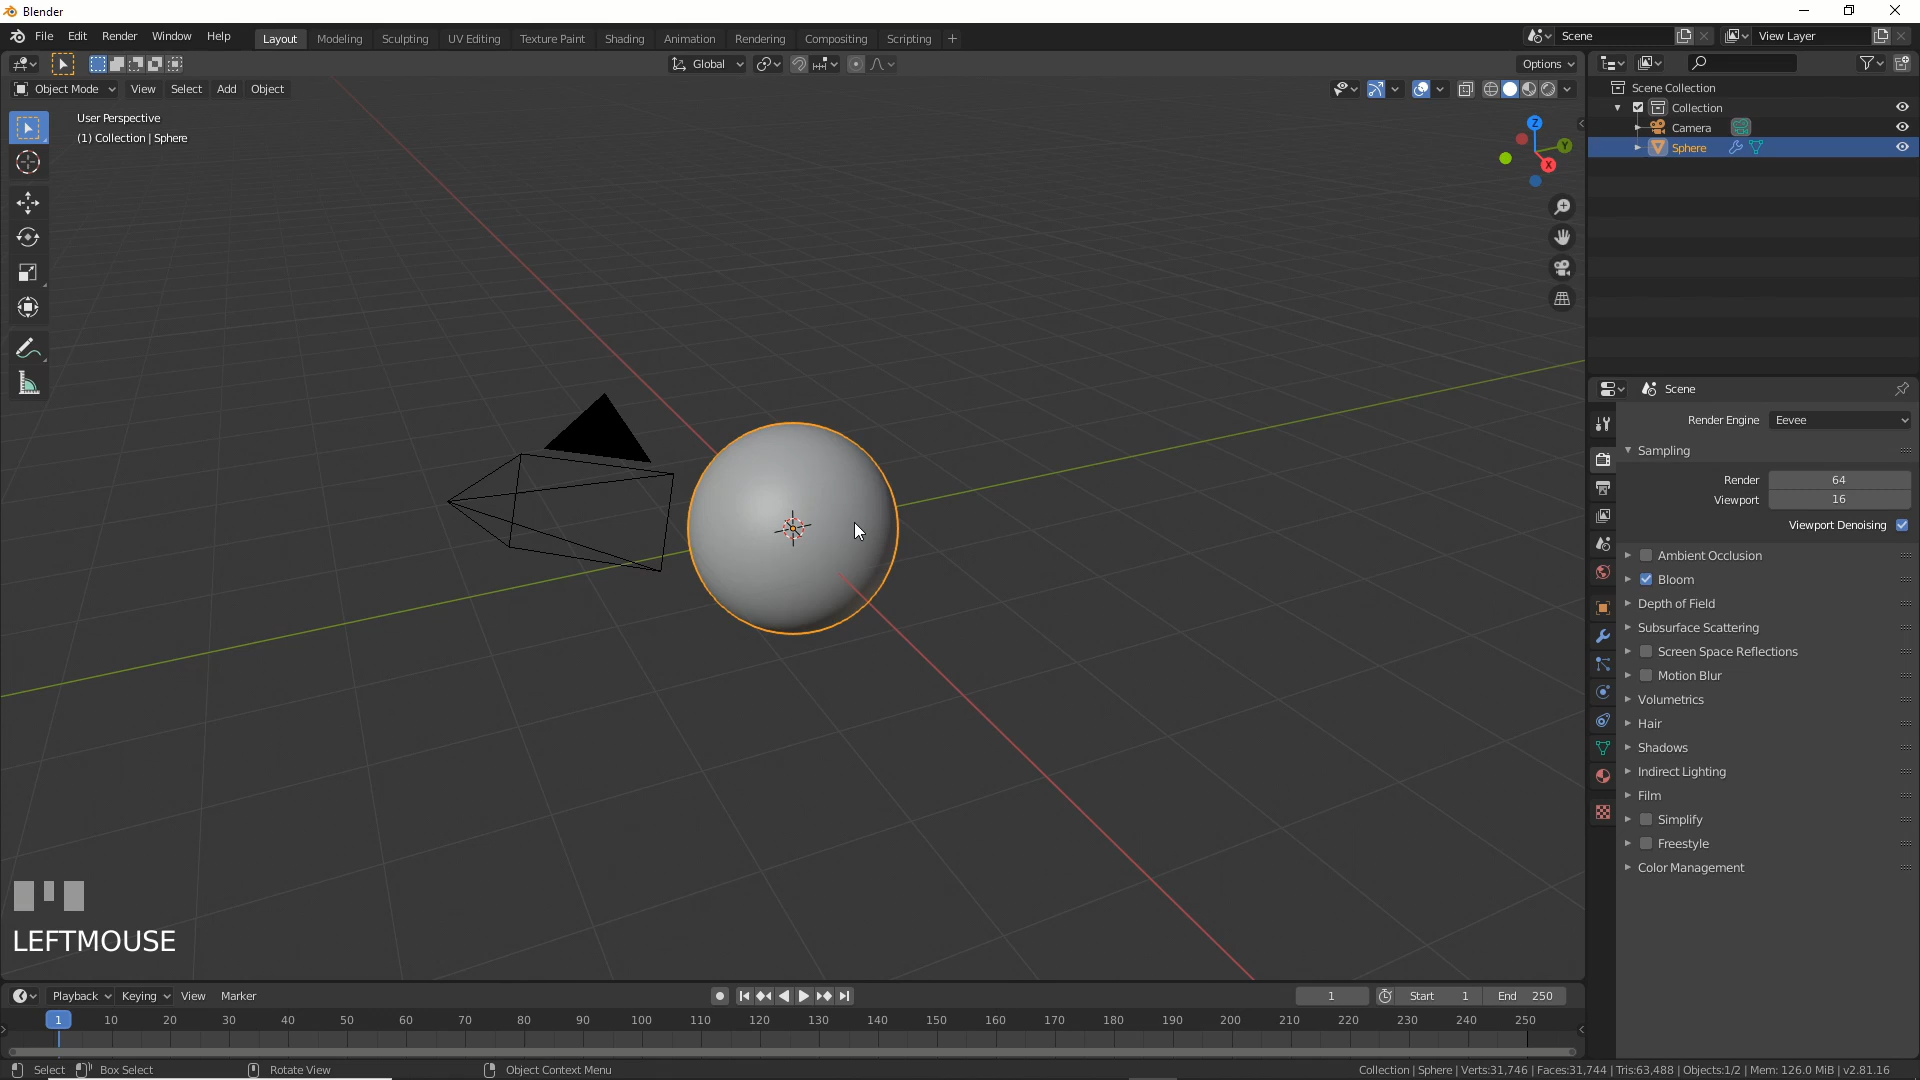 Blender
File Edit Render Window Help Layout Modeling Sculpting UV Editing Texture Paint Shading Animation Rendering Compositing Scripting + Scene View Layer
Global Options
Object Mode View Select Add Object
User Perspective
(1) Collection | Sphere
Z
Y
X
LEFTMOUSE
Scene Collection
Collection
Camera
Sphere
Scene
Render Engine Eevee
Sampling
Render 64
Viewport 16
Viewport Denoising
Ambient Occlusion
Bloom
Depth of Field
Subsurface Scattering
Screen Space Reflections
Motion Blur
Volumetrics
Hair
Shadows
Indirect Lighting
Film
Simplify
Freestyle
Color Management
Playback Keying View Marker 1 Start 1 End 250
1 10 20 30 40 50 60 70 80 90 100 110 120 130 140 150 160 170 180 190 200 210 220 230 240 250
Select Box Select Rotate View Object Context Menu Collection | Sphere | Verts:31,746 | Faces:31,744 | Tris:63,488 | Objects:1/2 | Mem: 126.0 MiB | v2.81.16